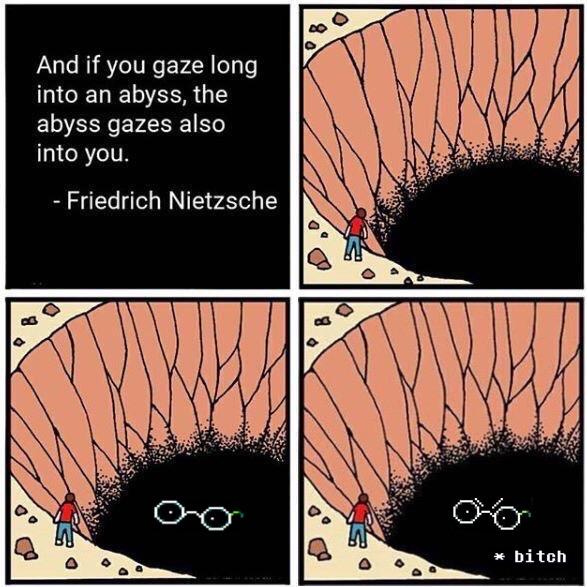 And if you gaze long
into an abyss, the
abyss gazes also
into you.
- Friedrich Nietzsche
* bitch